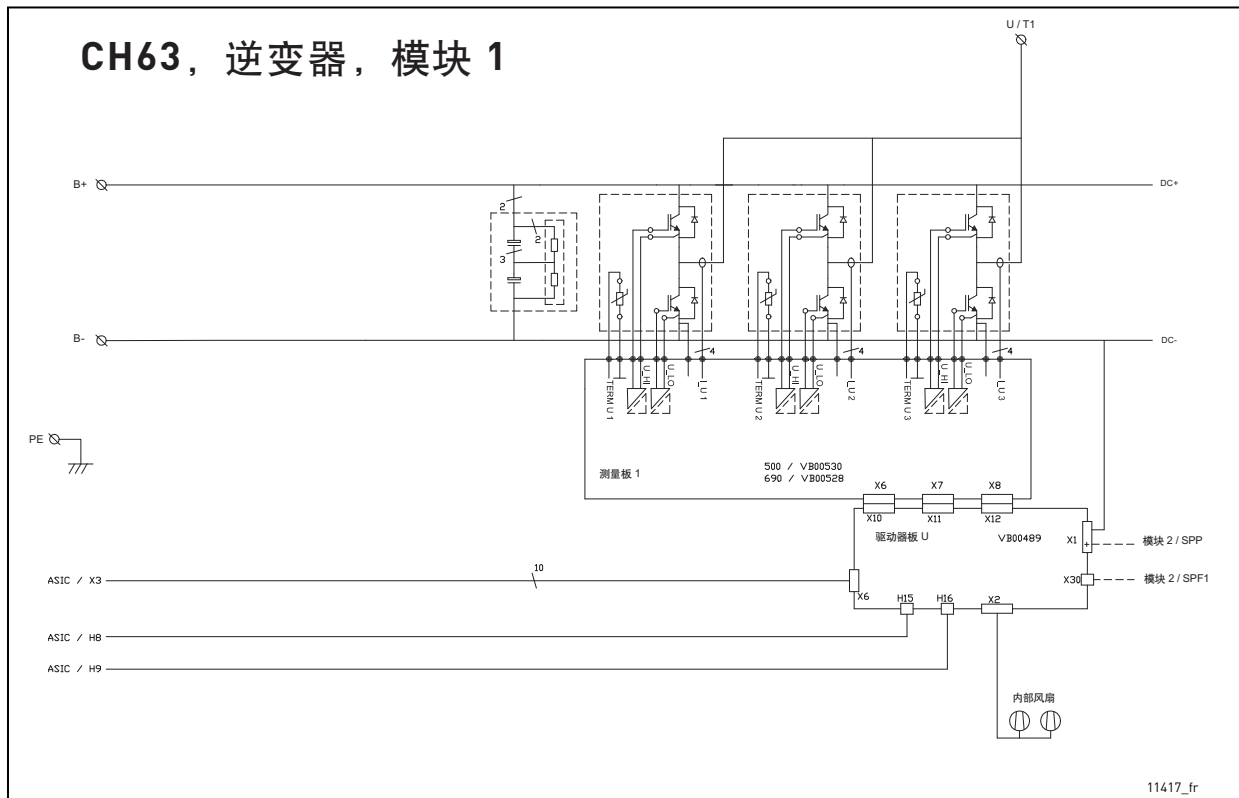 CH63，逆变器，模块 1
U / T1
B+
DC+
2
2
3
B-
DC-
4
4
4
TERM U 1
U_HI
U_LO
I_U 1
TERM U 2
U_HI
U_LO
I_U 2
TERM U 3
U_HI
U_LO
I_U 3
PE
测量板 1
500 / VB00530
690 / VB00528
X6
X7
X8
X10
X11
X12
驱动器板 U
VB00489
X1
+
模块 2 / SPP
ASIC / X3
10
X6
H15
H16
X2
X30
模块 2 / SPF1
ASIC / H8
ASIC / H9
内部风扇
11417_fr